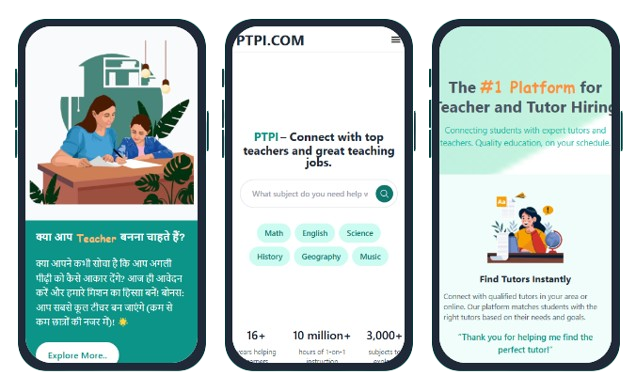 क्या आप Teacher बनना चाहते हैं?
क्या आपने कभी सोचा है कि आप अगली
पीढ़ी को कैसे आकार देंगे? आज ही आवेदन
करें और हमारे मिशन का हिस्सा बनें! बोनस:
आप सबसे कूल टीचर बन जाएंगे (कम से
कम छात्रों की नजर में)!
Explore More..
PTPI.COM
PTPI – Connect with top
teachers and great teaching
jobs.
What subject do you need help
Math English Science
History Geography Music
16+ 10 million+ 3,000+
years helping hours of 1-on-1 subjects to
instruction
The #1 Platform for
Teacher and Tutor Hiring
Connecting students with expert tutors and
teachers. Quality education, on your schedule.
Aa
Find Tutors Instantly
Connect with qualified tutors in your area or
online. Our platform matches students with the
right tutors based on their needs and goals.
"Thank you for helping me find the
perfect tutor!"